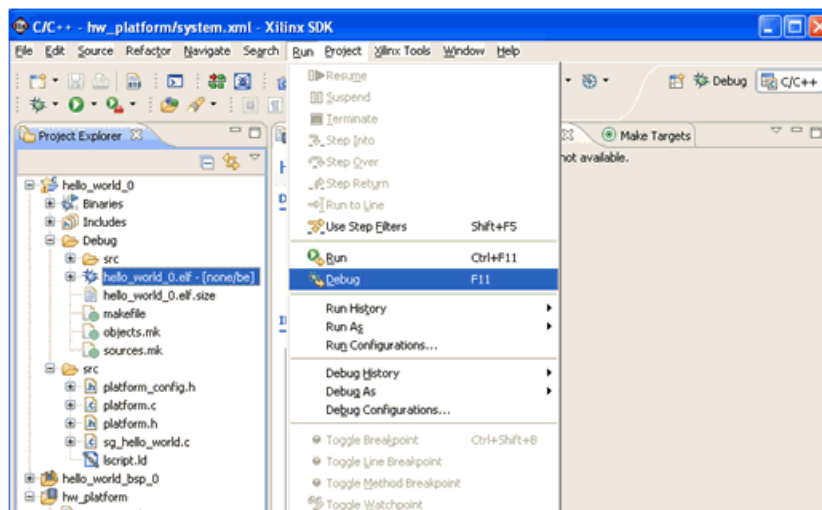 C/C++ - hw_platform/system.xml - Xilinx SDK
File Edit Source Refactor Navigate Search Run Project Xilinx Tools Window Help
Debug C/C++
Project Explorer
Make Targets
not available.
hello_world_0
Binaries
Includes
Debug
src
hello_world_0.elf - [none/be]
hello_world_0.elf.size
makefile
objects.mk
sources.mk
src
platform_config.h
platform.c
platform.h
sg_hello_world.c
lscript.ld
hello_world_bsp_0
hw_platform
Resume
Suspend
Terminate
Step Into
Step Over
Step Return
Run to Line
Use Step Filters Shift+F5
Run Ctrl+F11
Debug F11
Run History
Run As
Run Configurations...
Debug History
Debug As
Debug Configurations...
Toggle Breakpoint Ctrl+Shift+B
Toggle Line Breakpoint
Toggle Method Breakpoint
Toggle Watchpoint